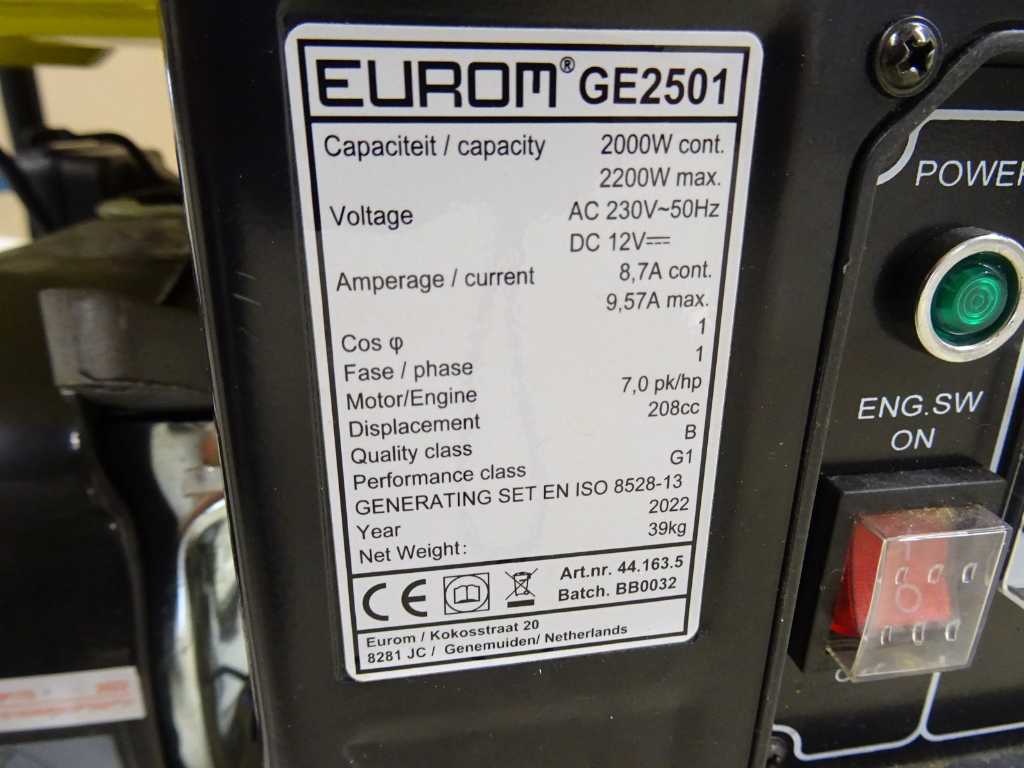 EUROM® GE2501
Capaciteit / capacity 2000W cont.
2200W max.
Voltage AC 230V~50Hz
DC 12V⎓
Amperage / current 8,7A cont.
9,57A max.
Cos φ 1
Fase / phase 1
Motor/Engine 7,0 pk/hp
Displacement 208cc
Quality class B
Performance class G1
GENERATING SET EN ISO 8528-13
Year 2022
Net Weight: 39kg
CE Art.nr. 44.163.5
Batch. BB0032
Eurom / Kokosstraat 20
8281 JC / Genemuiden/ Netherlands
POWER
ENG.SW
ON